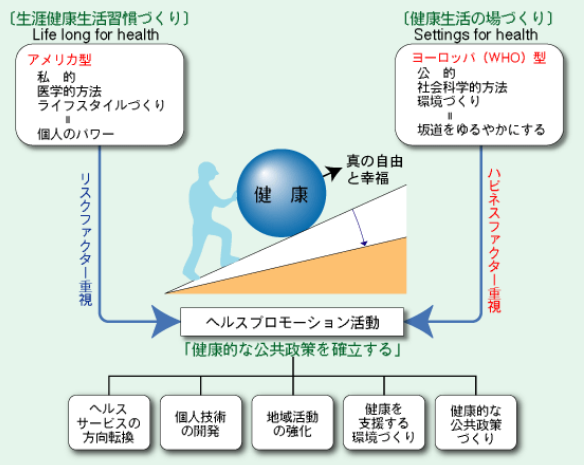 〔生涯健康生活習慣づくり〕
Life long for health
アメリカ型
私　的
医学的方法
ライフスタイルづくり
＝
個人のパワー
〔健康生活の場づくり〕
Settings for health
ヨーロッパ（WHO）型
公　的
社会科学的方法
環境づくり
＝
坂道をゆるやかにする
リスクファクター重視
健　康
真の自由
と幸福
ハピネスファクター重視
ヘルスプロモーション活動
「健康的な公共政策を確立する」
ヘルス
サービスの
方向転換
個人技術
の開発
地域活動
の強化
健康を
支援する
環境づくり
健康的な
公共政策
づくり